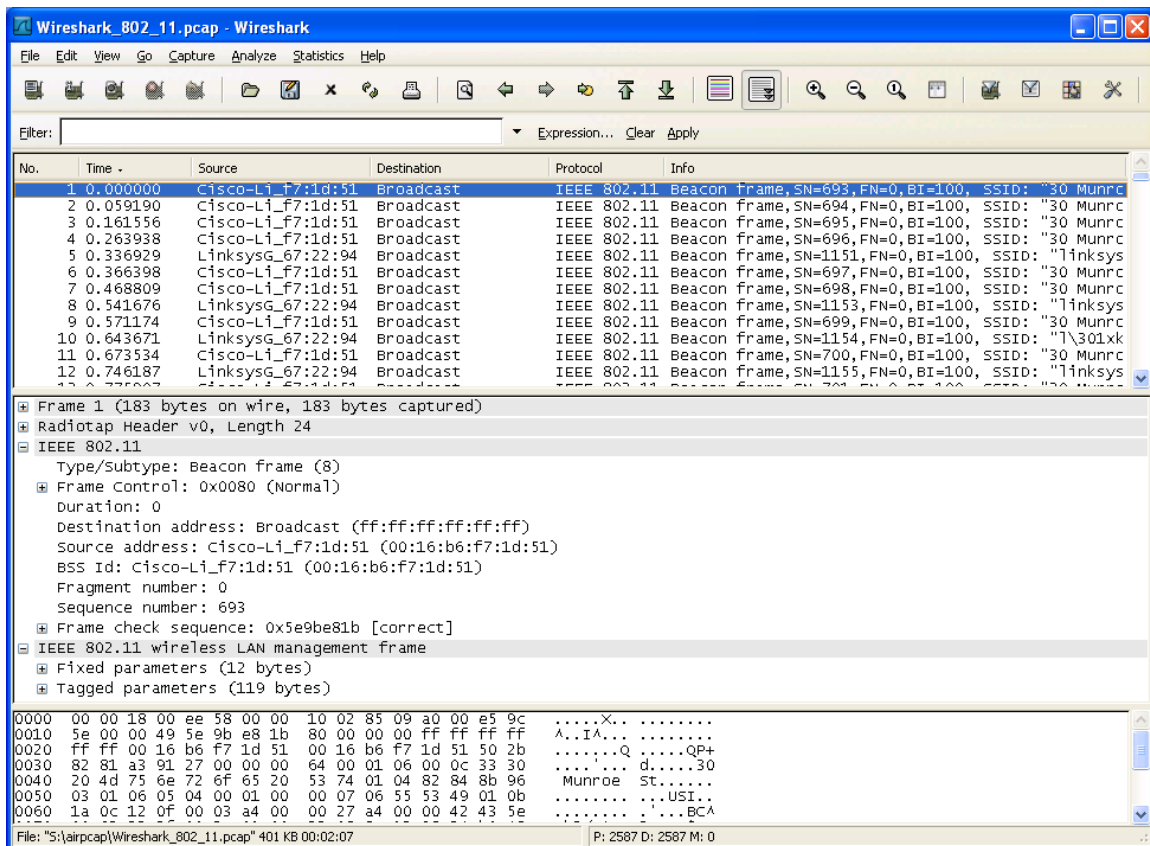 Wireshark_802_11.pcap - Wireshark
File Edit View Go Capture Analyze Statistics Help
Filter: Expression... Clear Apply
No. Time Source Destination Protocol Info
1 0.000000 Cisco-Li_f7:1d:51 Broadcast IEEE 802.11 Beacon frame,SN=693,FN=0,BI=100, SSID: "30 Munrc
2 0.059190 Cisco-Li_f7:1d:51 Broadcast IEEE 802.11 Beacon frame,SN=694,FN=0,BI=100, SSID: "30 Munrc
3 0.161556 Cisco-Li_f7:1d:51 Broadcast IEEE 802.11 Beacon frame,SN=695,FN=0,BI=100, SSID: "30 Munrc
4 0.263938 Cisco-Li_f7:1d:51 Broadcast IEEE 802.11 Beacon frame,SN=696,FN=0,BI=100, SSID: "30 Munrc
5 0.336929 LinksysG_67:22:94 Broadcast IEEE 802.11 Beacon frame,SN=1151,FN=0,BI=100, SSID: "linksys
6 0.366398 Cisco-Li_f7:1d:51 Broadcast IEEE 802.11 Beacon frame,SN=697,FN=0,BI=100, SSID: "30 Munrc
7 0.468809 Cisco-Li_f7:1d:51 Broadcast IEEE 802.11 Beacon frame,SN=698,FN=0,BI=100, SSID: "30 Munrc
8 0.541676 LinksysG_67:22:94 Broadcast IEEE 802.11 Beacon frame,SN=1153,FN=0,BI=100, SSID: "linksys
9 0.571174 Cisco-Li_f7:1d:51 Broadcast IEEE 802.11 Beacon frame,SN=699,FN=0,BI=100, SSID: "30 Munrc
10 0.643671 LinksysG_67:22:94 Broadcast IEEE 802.11 Beacon frame,SN=1154,FN=0,BI=100, SSID: "l\301xk
11 0.673534 Cisco-Li_f7:1d:51 Broadcast IEEE 802.11 Beacon frame,SN=700,FN=0,BI=100, SSID: "30 Munrc
12 0.746187 LinksysG_67:22:94 Broadcast IEEE 802.11 Beacon frame,SN=1155,FN=0,BI=100, SSID: "linksys
Frame 1 (183 bytes on wire, 183 bytes captured)
Radiotap Header v0, Length 24
IEEE 802.11
Type/Subtype: Beacon frame (8)
Frame Control: 0x0080 (Normal)
Duration: 0
Destination address: Broadcast (ff:ff:ff:ff:ff:ff)
Source address: Cisco-Li_f7:1d:51 (00:16:b6:f7:1d:51)
BSS Id: Cisco-Li_f7:1d:51 (00:16:b6:f7:1d:51)
Fragment number: 0
Sequence number: 693
Frame check sequence: 0x5e9be81b [correct]
IEEE 802.11 wireless LAN management frame
Fixed parameters (12 bytes)
Tagged parameters (119 bytes)
0000 00 00 18 00 ee 58 00 00 10 02 85 09 a0 00 e5 9c .....X.. ........
0010 5e 00 00 49 5e 9b e8 1b 80 00 00 00 ff ff ff ff ^..I^... ........
0020 ff ff 00 16 b6 f7 1d 51 00 16 b6 f7 1d 51 50 2b .......Q .....QP+
0030 82 81 a3 91 27 00 00 00 64 00 01 06 00 0c 33 30 ....'... d.....30
0040 20 4d 75 6e 72 6f 65 20 53 74 01 04 82 84 8b 96 Munroe St......
0050 03 01 06 05 04 00 01 00 00 07 06 55 53 49 01 0b ........ ...USI..
0060 1a 0c 12 0f 00 03 a4 00 00 27 a4 00 00 42 43 5e ........ .'...BC^
File: "S:\airpcap\Wireshark_802_11.pcap" 401 KB 00:02:07 P: 2587 D: 2587 M: 0